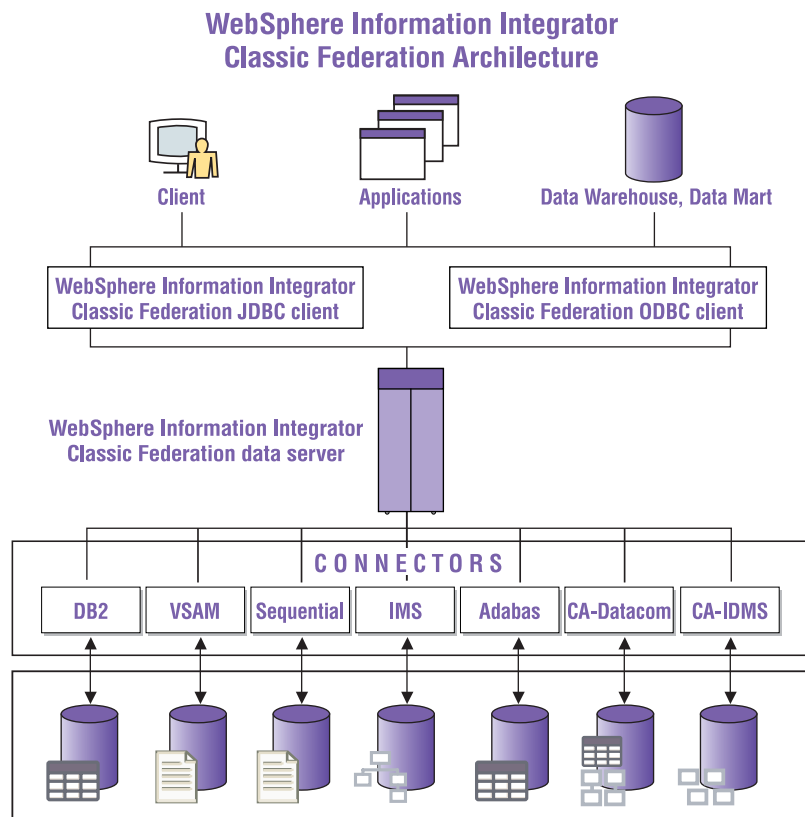 WebSphere Information Integrator
Classic Federation Archilecture
Client
Applications
Data Warehouse, Data Mart
WebSphere Information Integrator
Classic Federation JDBC client
WebSphere Information Integrator
Classic Federation ODBC client
WebSphere Information Integrator
Classic Federation data server
CONNECTORS
DB2
VSAM
Sequential
IMS
Adabas
CA-Datacom
CA-IDMS